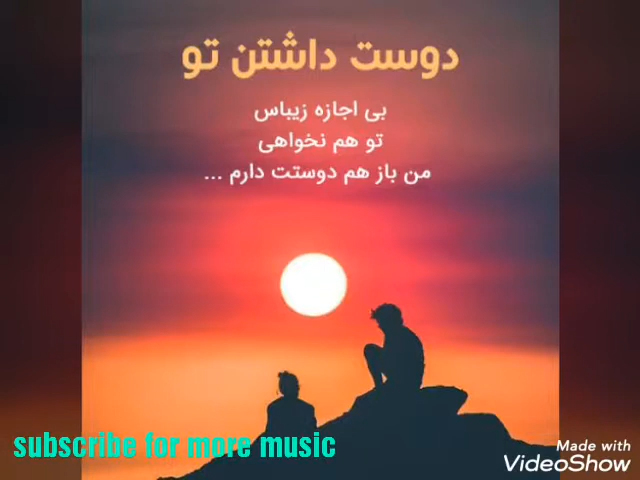 دوست داشتن تو
بی اجازه زیباس
تو هم نخواهی
من باز هم دوستت دارم ...
subscribe for more music
Made with
VideoShow